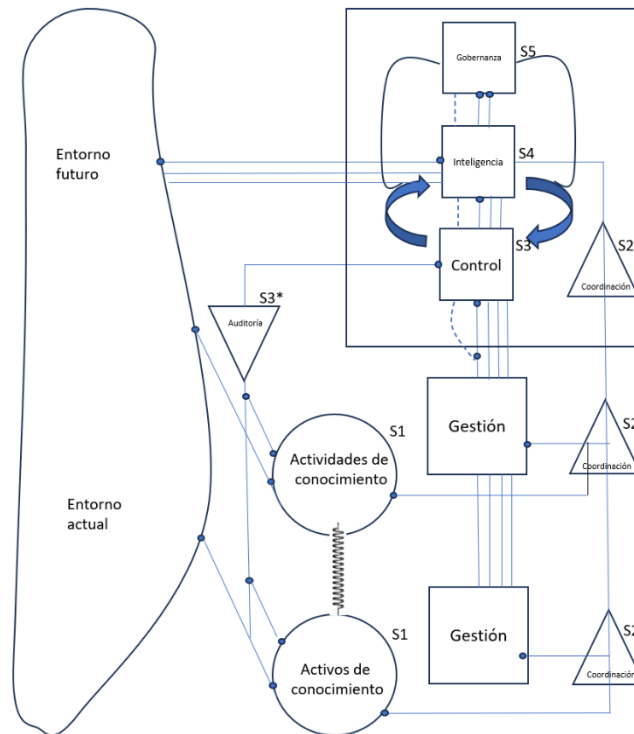 Gobernanza
S5
Entorno
futuro
Inteligencia
S4
S2
Control
S3
Coordinación
S3*
Auditoría
Gestión
S1
Actividades de
conocimiento
S2
Coordinación
Entorno
actual
Gestión
S1
Activos de
conocimiento
S2
Coordinación